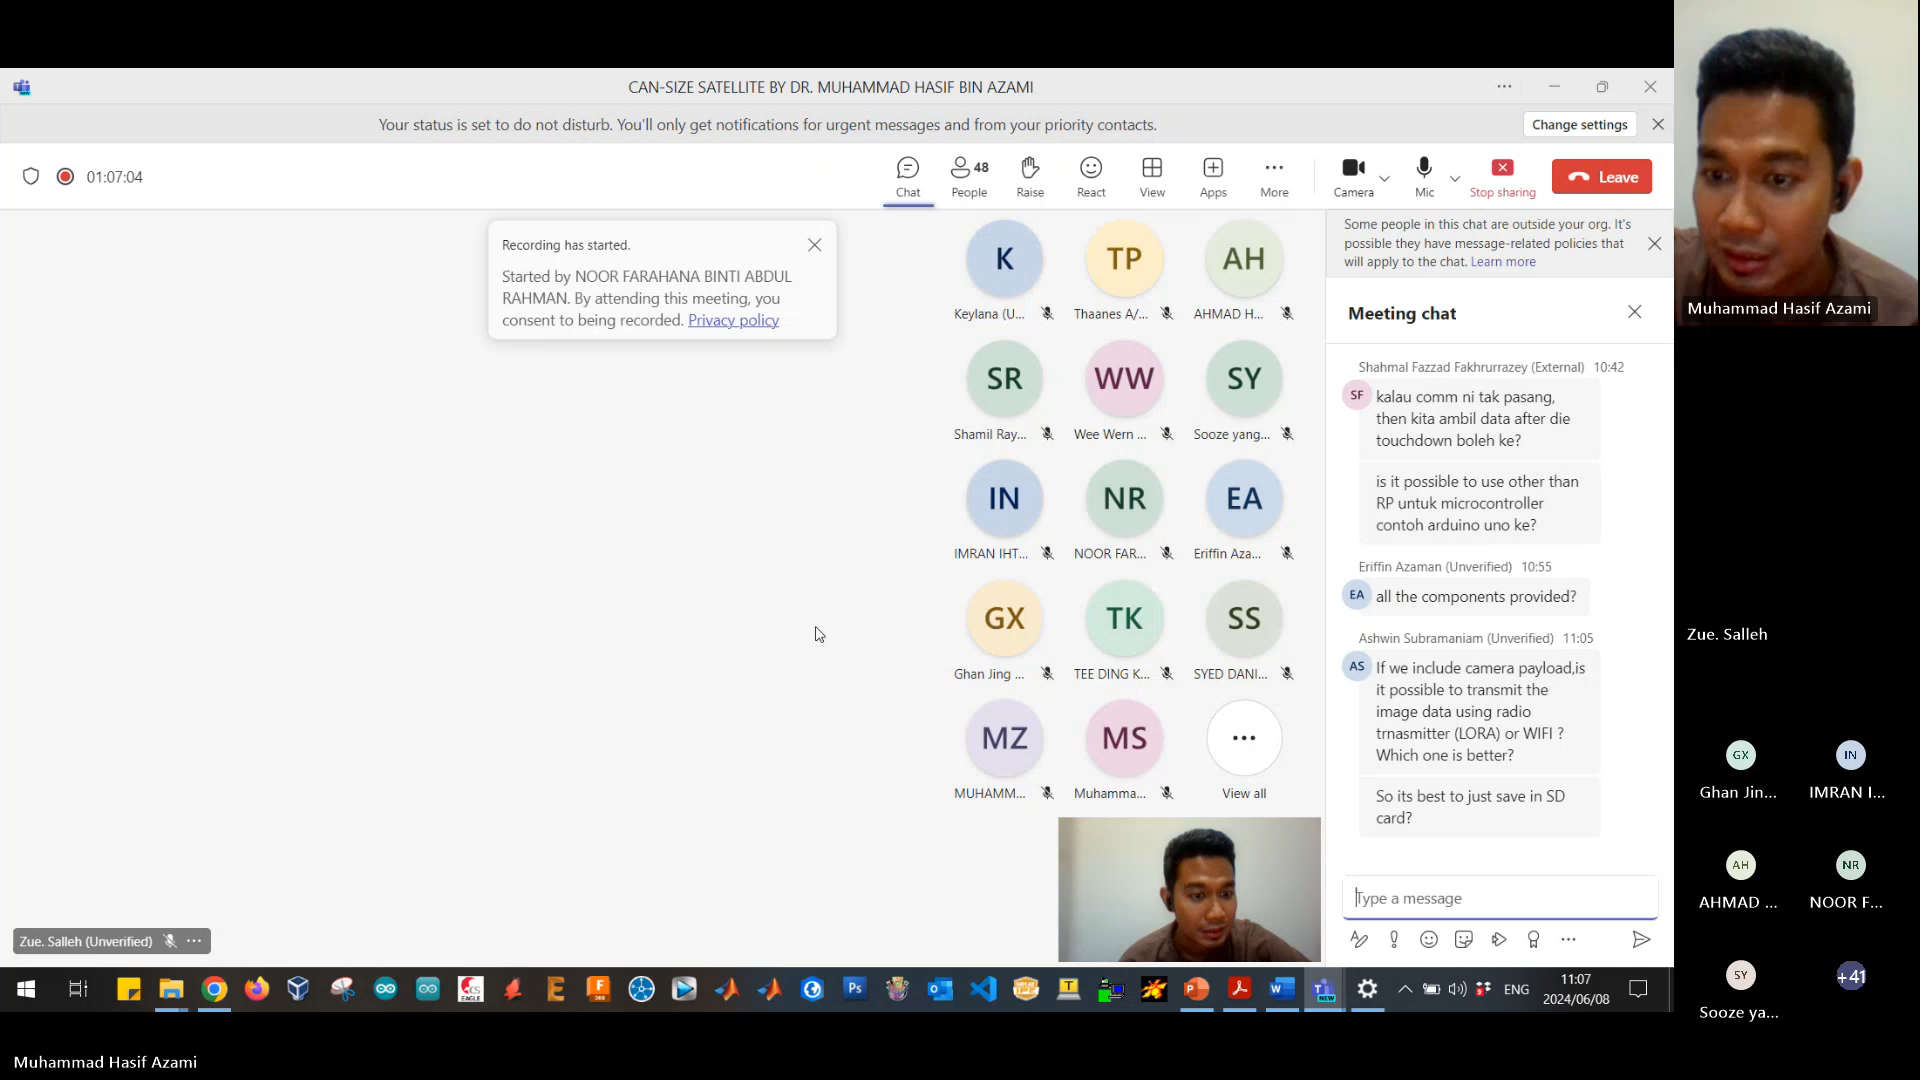 CAN-SIZE SATELLITE BY DR. MUHAMMAD HASIF BIN AZAMI
Your status is set to do not disturb. You'll only get notifications for urgent messages and from your priority contacts.
Change settings
01:07:04
Chat
48
People
Raise
React
View
Apps
More
Camera
Mic
Stop sharing
Leave
Recording has started.
Started by NOOR FARAHANA BINTI ABDUL
RAHMAN. By attending this meeting, you
consent to being recorded. Privacy policy
K
TP
AH
Keylana (U...
Thaanes A/...
AHMAD H...
SR
WW
SY
Shamil Ray...
Wee Wern ...
Sooze yang...
IN
NR
EA
IMRAN IHT...
NOOR FAR...
Eriffin Aza...
GX
TK
SS
Ghan Jing ...
TEE DING K...
SYED DANI...
MZ
MS
MUHAMM...
Muhamma...
View all
Zue. Salleh (Unverified)
Some people in this chat are outside your org. It's
possible they have message-related policies that
will apply to the chat. Learn more
Meeting chat
Shahmal Fazzad Fakhrurrazey (External) 10:42
SF
kalau comm ni tak pasang,
then kita ambil data after die
touchdown boleh ke?
is it possible to use other than
RP untuk microcontroller
contoh arduino uno ke?
Eriffin Azaman (Unverified) 10:55
EA
all the components provided?
Ashwin Subramaniam (Unverified) 11:05
AS
If we include camera payload,is
it possible to transmit the
image data using radio
trnasmitter (LORA) or WIFI ?
Which one is better?
So its best to just save in SD
card?
Type a message
EAGLE
E
F
360
Ps
T
NEW
ENG
11:07
2024/06/08
Muhammad Hasif Azami
Zue. Salleh
GX
IN
Ghan Jin...
IMRAN I...
AH
NR
AHMAD ...
NOOR F...
SY
+41
Sooze ya...
Muhammad Hasif Azami